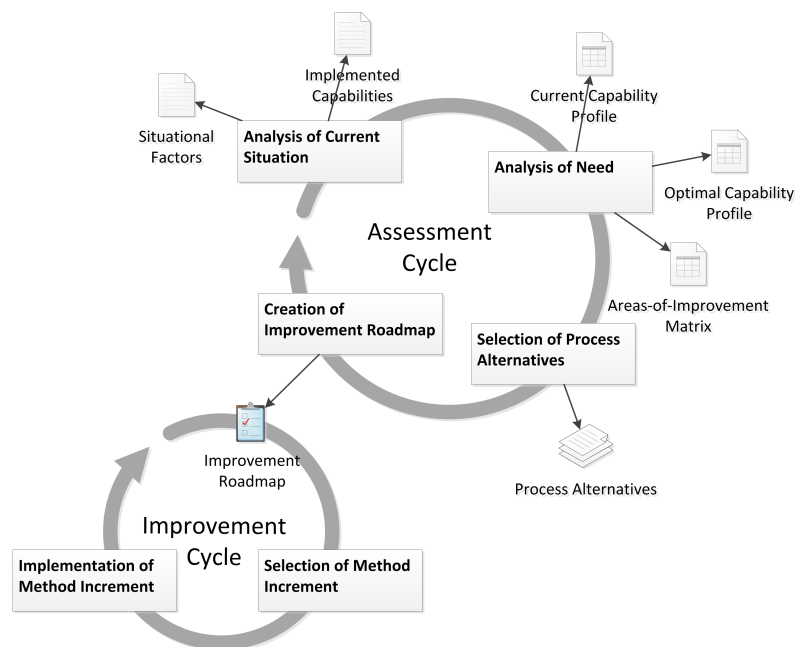 Implemented
Capabilities
Situational
Factors
Analysis of Current
Situation
Current Capability
Profile
Analysis of Need
Optimal Capability
Profile
Assessment
Cycle
Areas-of-Improvement
Matrix
Creation of
Improvement Roadmap
Selection of Process
Alternatives
Process Alternatives
Improvement
Roadmap
Improvement
Cycle
Implementation of
Method Increment
Selection of Method
Increment